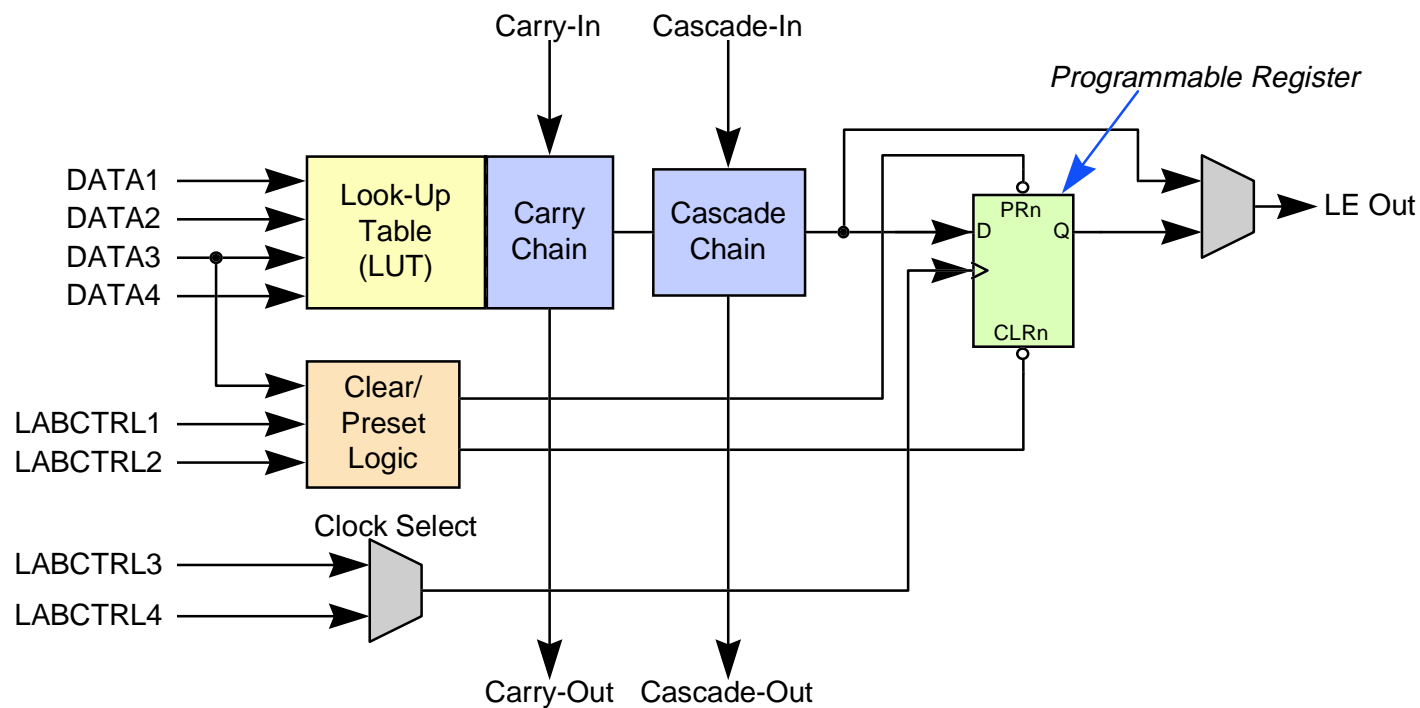 Carry-In
Cascade-In
Programmable Register
DATA1
DATA2
DATA3
DATA4
Look-Up
Table
(LUT)
Carry
Chain
Cascade
Chain
PRn
D
Q
CLRn
LE Out
LABCTRL1
LABCTRL2
Clear/
Preset
Logic
Clock Select
LABCTRL3
LABCTRL4
Carry-Out
Cascade-Out